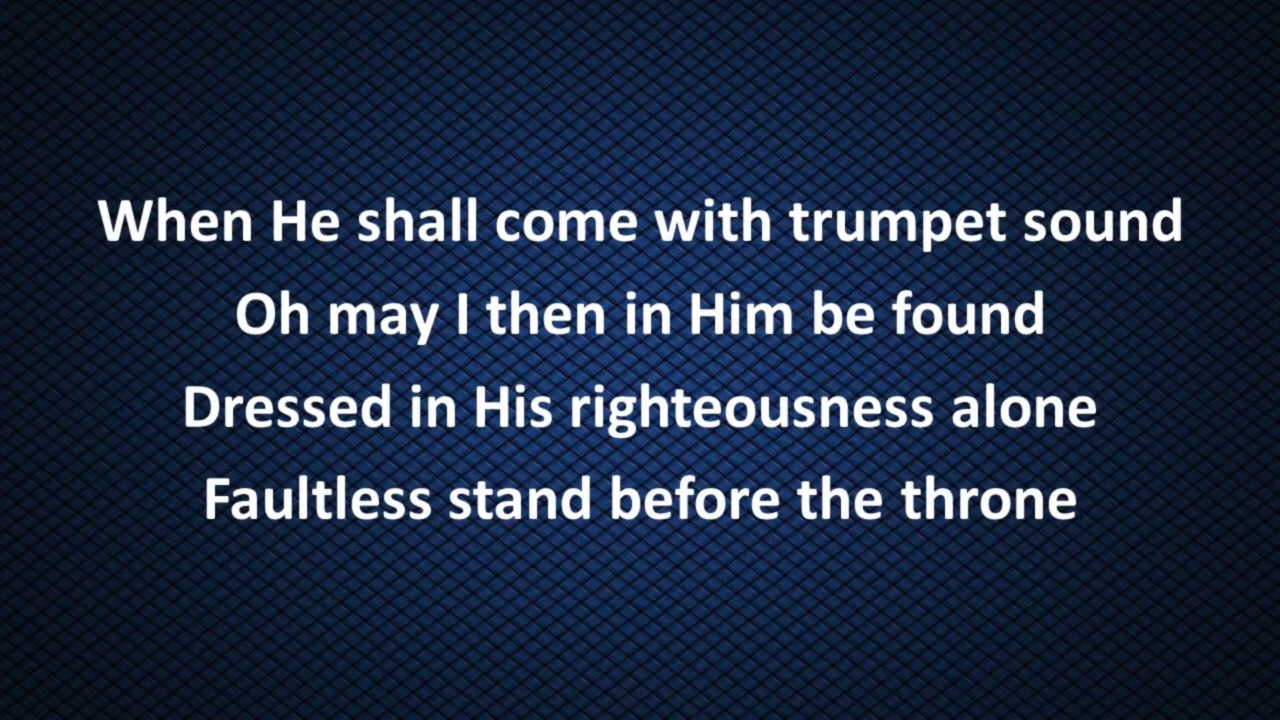 When He shall come with trumpet sound
Oh may I then in Him be found
Dressed in His righteousness alone
Faultless stand before the throne